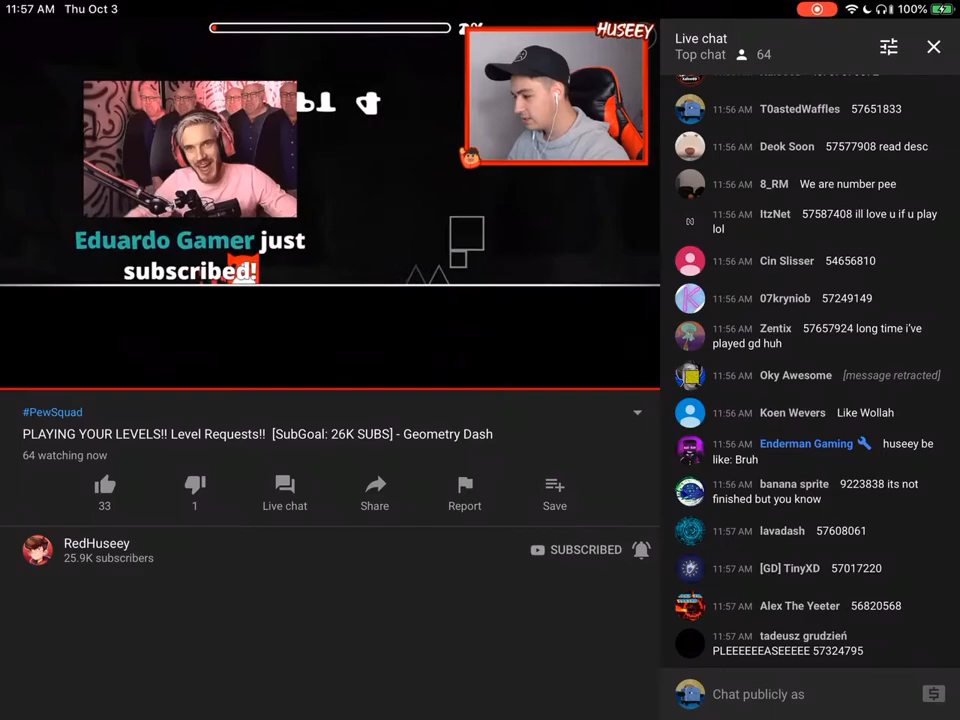 11:57 AM Thu Oct 3
100%
HUSEEY
Eduardo Gamer just
subscribed!
#PewSquad
PLAYING YOUR LEVELS!! Level Requests!! [SubGoal: 26K SUBS] - Geometry Dash
64 watching now
33
1
Live chat
Share
Report
Save
RedHuseey
25.9K subscribers
SUBSCRIBED
Live chat
Top chat 64
11:56 AM T0astedWaffles 57651833
11:56 AM Deok Soon 57577908 read desc
11:56 AM 8_RM We are number pee
11:56 AM ItzNet 57587408 ill love u if u play
lol
11:56 AM Cin Slisser 54656810
11:56 AM 07kryniob 57249149
11:56 AM Zentix 57657924 long time i've
played gd huh
11:56 AM Oky Awesome [message retracted]
11:56 AM Koen Wevers Like Wollah
11:56 AM Enderman Gaming huseey be
like: Bruh
11:56 AM banana sprite 9223838 its not
finished but you know
11:57 AM lavadash 57608061
11:57 AM [GD] TinyXD 57017220
11:57 AM Alex The Yeeter 56820568
11:57 AM tadeusz grudzień
PLEEEEEEASEEEEE 57324795
Chat publicly as